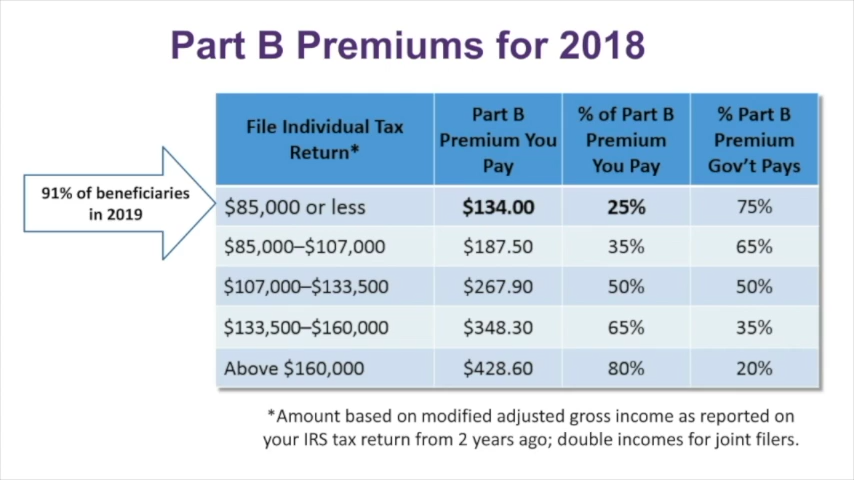 Part B Premiums for 2018
File Individual Tax Return*
Part B Premium You Pay
% of Part B Premium You Pay
% Part B Premium Gov't Pays
91% of beneficiaries
in 2019
$85,000 or less $134.00 25% 75%
$85,000–$107,000 $187.50 35% 65%
$107,000–$133,500 $267.90 50% 50%
$133,500–$160,000 $348.30 65% 35%
Above $160,000 $428.60 80% 20%
*Amount based on modified adjusted gross income as reported on
your IRS tax return from 2 years ago; double incomes for joint filers.